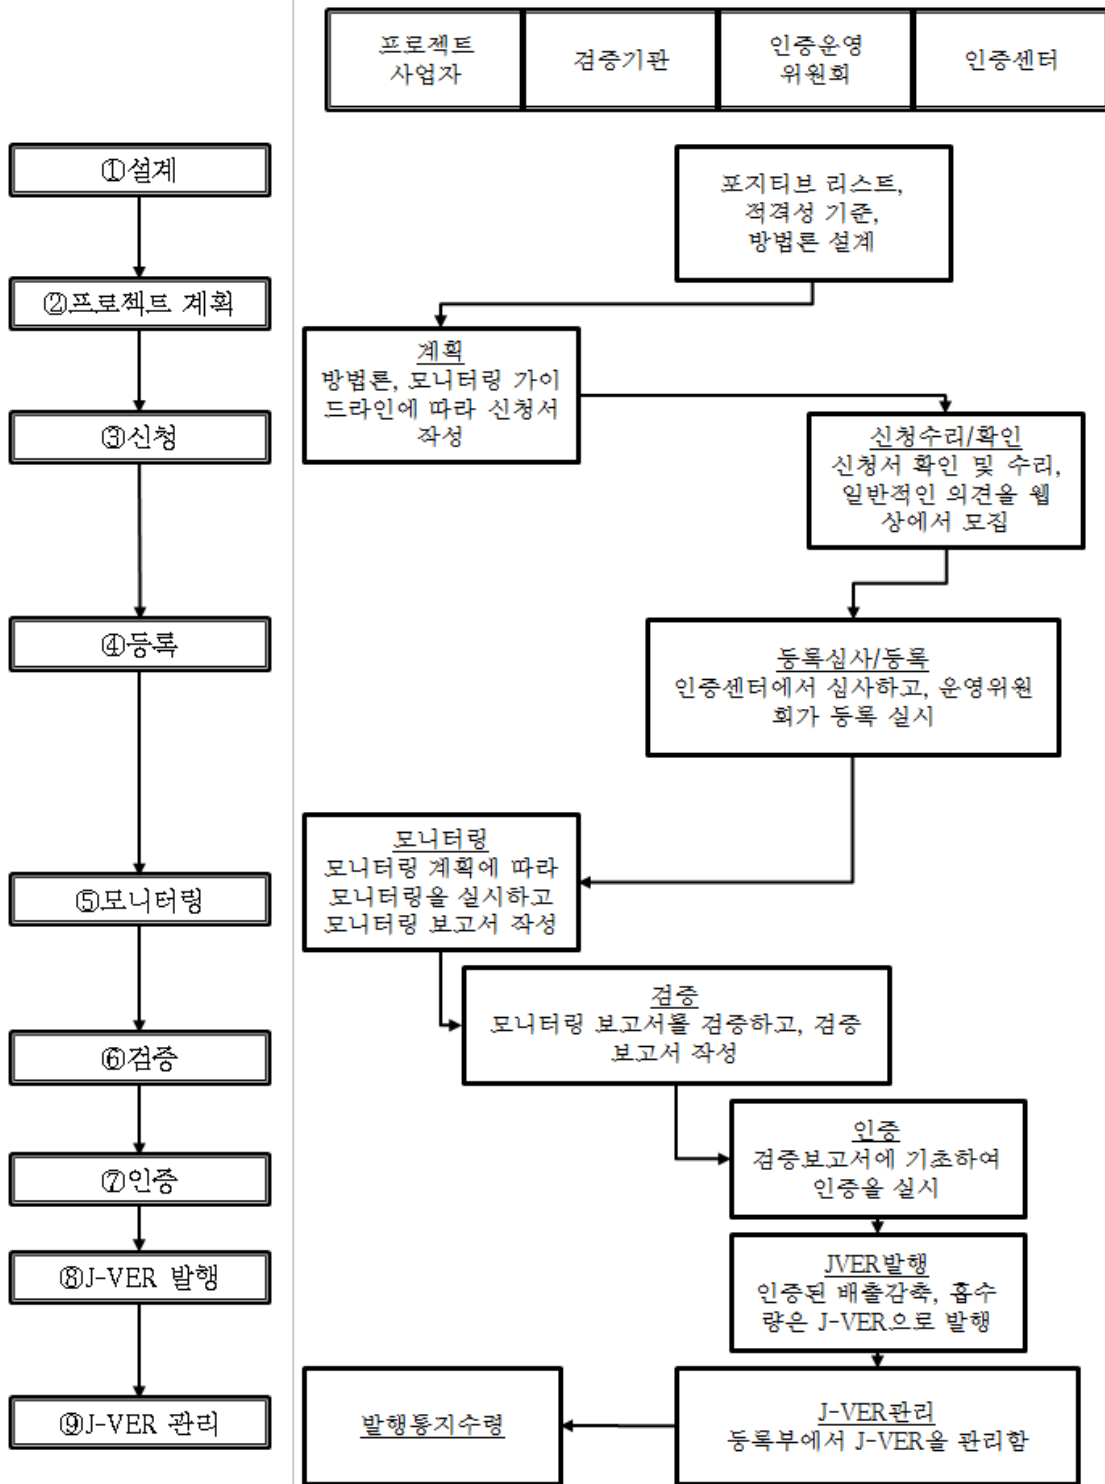 프로젝트
사업자
검증기관
인증운영
위원회
인증센터
①설계
포지티브 리스트,
적격성 기준,
방법론 설계
②프로젝트 계획
계획
방법론, 모니터링 가이
드라인에 따라 신청서
작성
③신청
신청수리/확인
신청서 확인 및 수리,
일반적인 의견을 웹
상에서 모집
④등록
등록심사/등록
인증센터에서 심사하고, 운영위원
회가 등록 실시
⑤모니터링
모니터링
모니터링 계획에 따라
모니터링을 실시하고
모니터링 보고서 작성
⑥검증
검증
모니터링 보고서를 검증하고, 검증
보고서 작성
⑦인증
인증
검증보고서에 기초하여
인증을 실시
⑧J-VER 발행
JVER발행
인증된 배출감축, 흡수
량은 J-VER으로 발행
⑨J-VER 관리
발행통지수령
J-VER관리
등록부에서 J-VER을 관리함